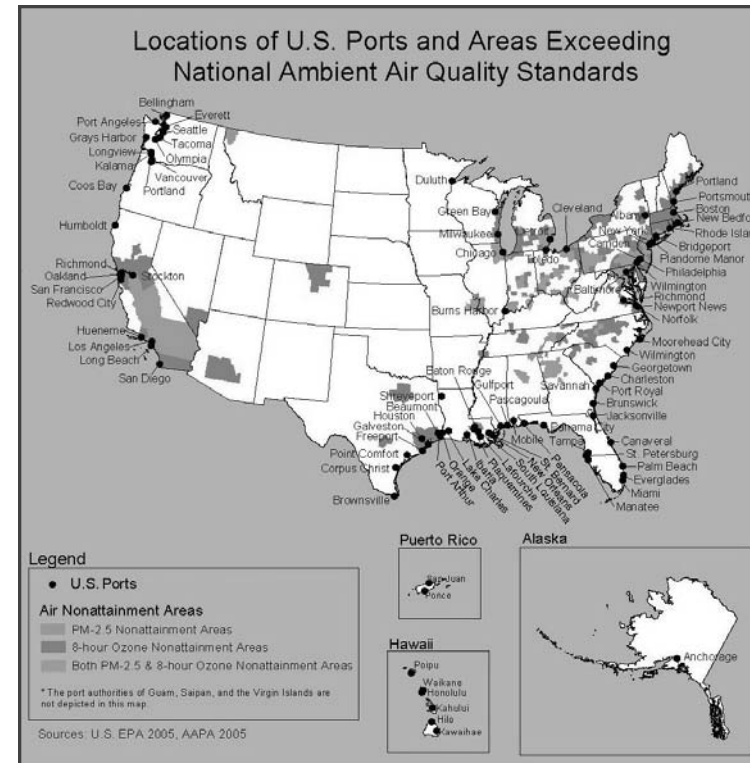 Locations of U.S. Ports and Areas Exceeding
National Ambient Air Quality Standards
Bellingham
Everett
Port Angeles
Seattle
Grays Harbor
Tacoma
Longview
Olympia
Kalama
Vancouver
Coos Bay
Portland
Humboldt
Richmond
Oakland
Stockton
San Francisco
Redwood City
Hueneme
Los Angeles
Long Beach
San Diego
Duluth
Green Bay
Milwaukee
Chicago
Detroit
Toledo
Cleveland
Burns Harbor
Albany
New York
Camden
Baltimore
Portland
Portsmout
Boston
New Bedfo
Rhode Islan
Bridgeport
Plandome Manor
Philadelphia
Wilmington
Richmond
Newport News
Norfolk
Moorehead City
Wilmington
Georgetown
Charleston
Port Royal
Savannah
Brunswick
Jacksonville
Canaveral
St. Petersburg
Palm Beach
Everglades
Miami
Manatee
Tampa
Panama City
Baton Rouge
Gulfport
Pascagoula
Shreveport
Beaumont
Houston
Galveston
Freeport
Point Comfort
Corpus Christ
Brownsville
Mobile
Pensacola
St. Bernard
New Orleans
South Louisiana
Lafourche
Plaquemines
Iberia
Lake Charles
Orange
Port Arthur
Legend
U.S. Ports
Air Nonattainment Areas
PM-2.5 Nonattainment Areas
8-hour Ozone Nonattainment Areas
Both PM-2.5 & 8-hour Ozone Nonattainment Areas
* The port authorities of Guam, Saipan, and the Virgin Islands are
not depicted in this map.
Sources: U.S. EPA 2005, AAPA 2005
Puerto Rico
San Juan
Ponce
Hawaii
Poipu
Waikane
Honolulu
Kahului
Hilo
Kawaihae
Alaska
Anchorage